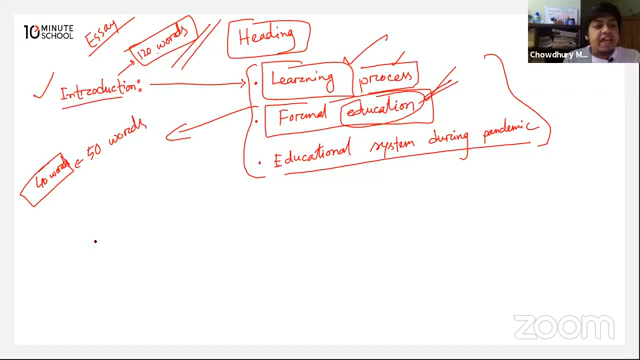 10 MINUTE SCHOOL
Essay
120 words
Heading
Chowdhury M...
Introduction:
• Learning process
• Formal education
50 words
40 words
• Educational system during pandemic
zoom